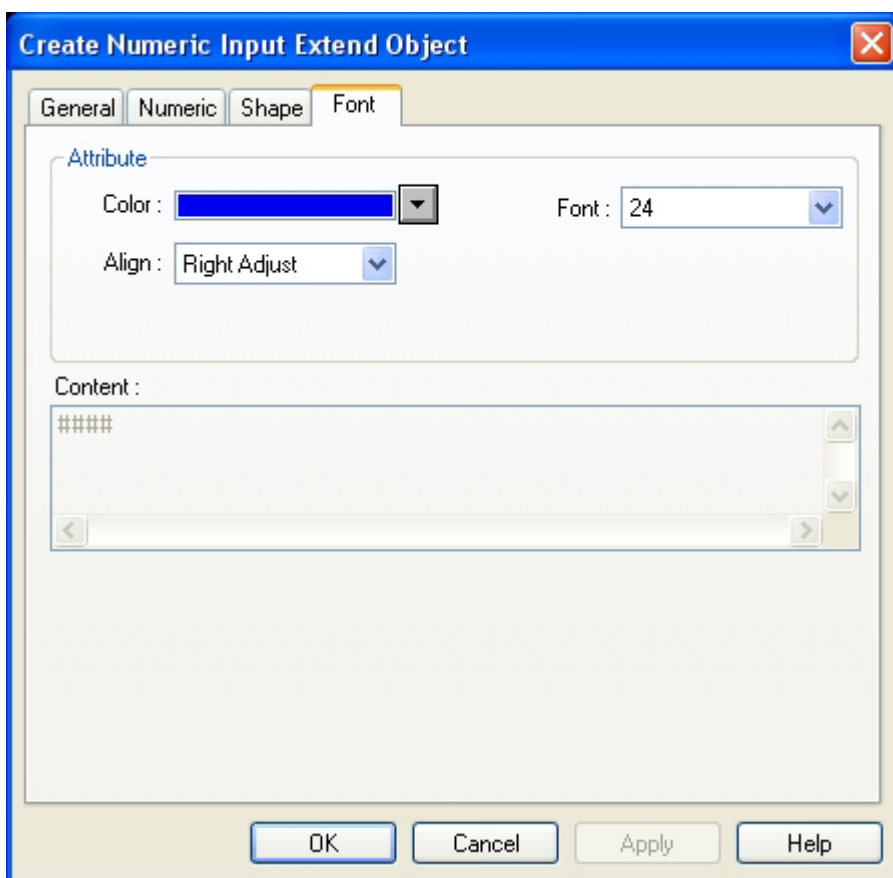 Create Numeric Input Extend Object
General Numeric Shape Font
Attribute
Color : Font : 24
Align : Right Adjust
Content :
####
OK Cancel Apply Help